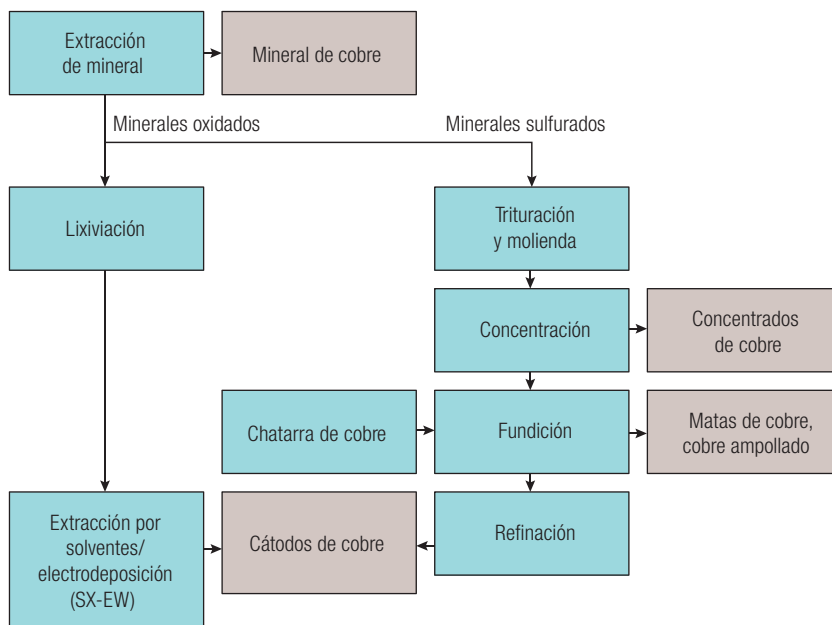 Extracción
de mineral
Mineral de cobre
Minerales oxidados
Minerales sulfurados
Lixiviación
Trituración
y molienda
Concentración
Concentrados
de cobre
Chatarra de cobre
Fundición
Matas de cobre,
cobre ampollado
Extracción por
solventes/
electrodeposición
(SX-EW)
Cátodos de cobre
Refinación